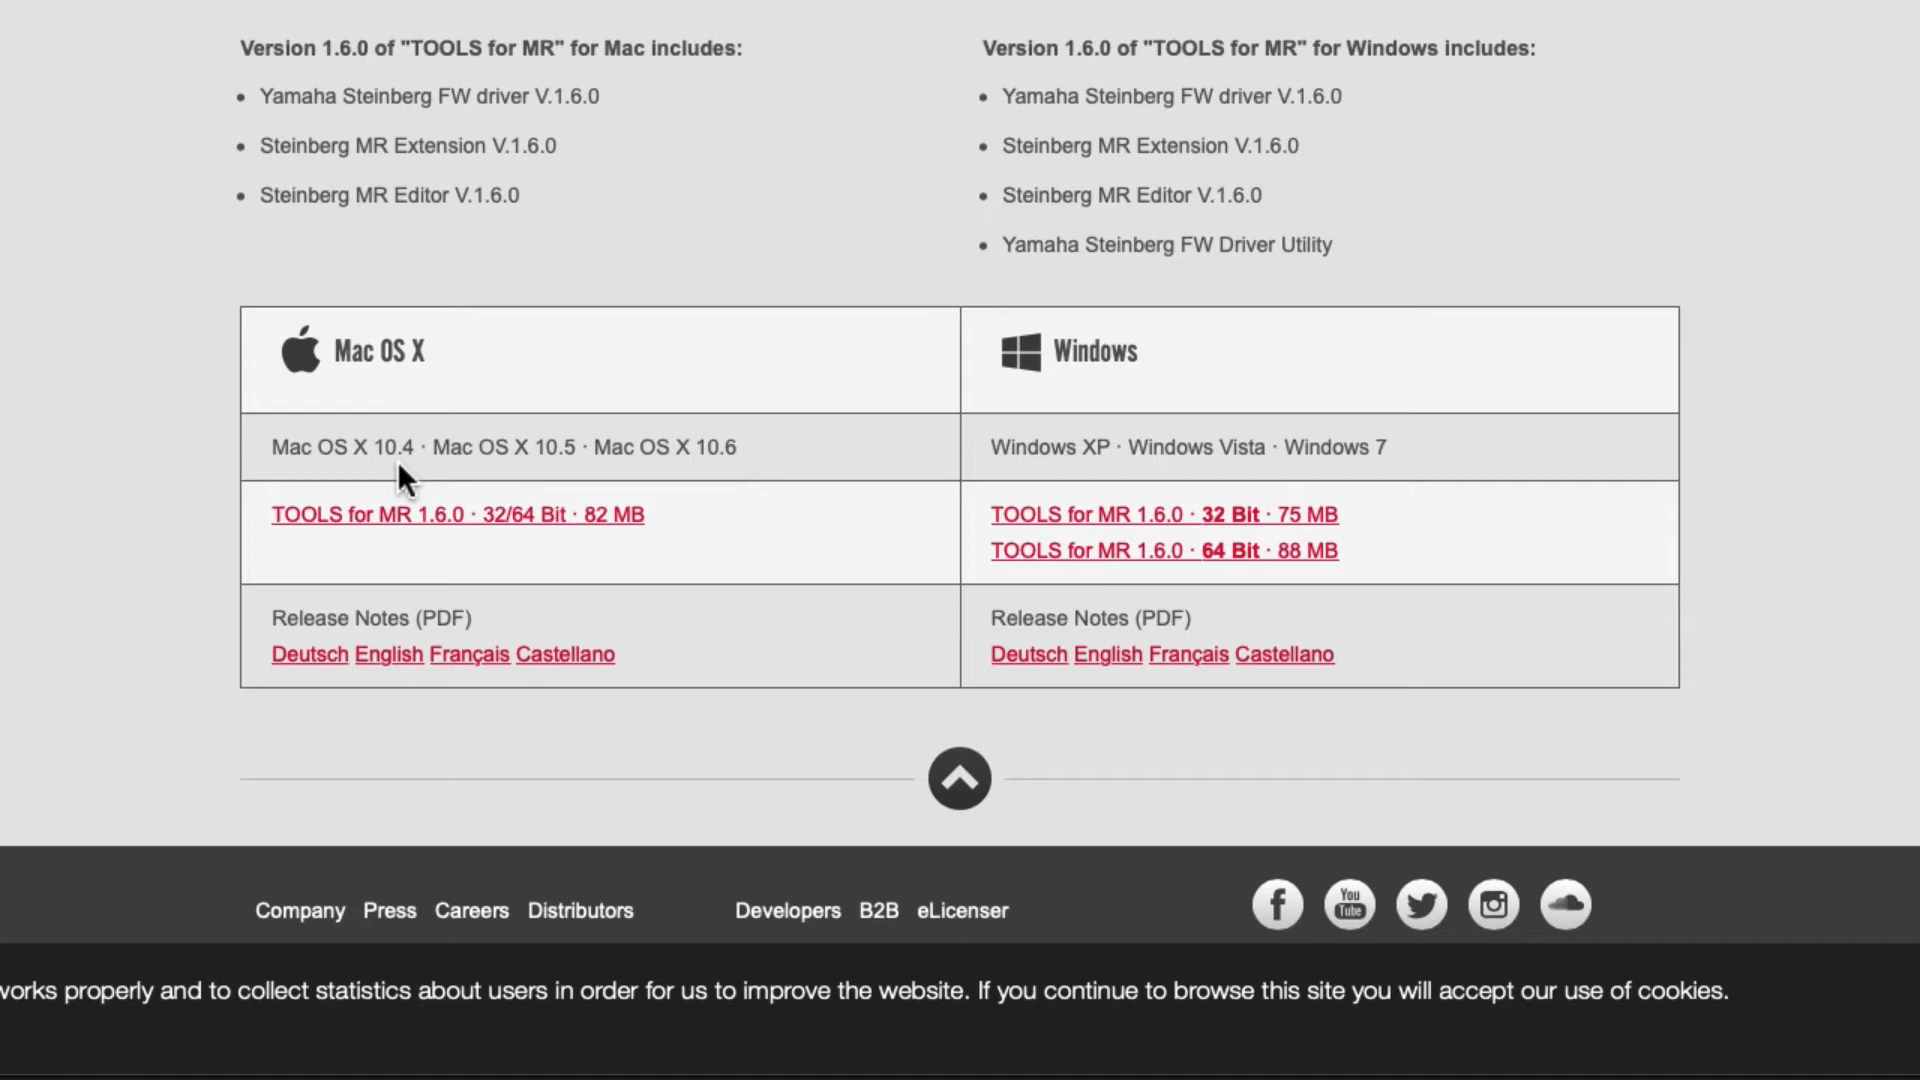 Version 1.6.0 of "TOOLS for MR" for Mac includes:
• Yamaha Steinberg FW driver V.1.6.0
• Steinberg MR Extension V.1.6.0
• Steinberg MR Editor V.1.6.0
Version 1.6.0 of "TOOLS for MR" for Windows includes:
• Yamaha Steinberg FW driver V.1.6.0
• Steinberg MR Extension V.1.6.0
• Steinberg MR Editor V.1.6.0
• Yamaha Steinberg FW Driver Utility
Mac OS X
Windows
Mac OS X 10.4 · Mac OS X 10.5 · Mac OS X 10.6
Windows XP · Windows Vista · Windows 7
TOOLS for MR 1.6.0 · 32/64 Bit · 82 MB
TOOLS for MR 1.6.0 · 32 Bit · 75 MB
TOOLS for MR 1.6.0 · 64 Bit · 88 MB
Release Notes (PDF)
Deutsch English Français Castellano
Release Notes (PDF)
Deutsch English Français Castellano
Company Press Careers Distributors Developers B2B eLicenser
You
Tube
works properly and to collect statistics about users in order for us to improve the website. If you continue to browse this site you will accept our use of cookies.